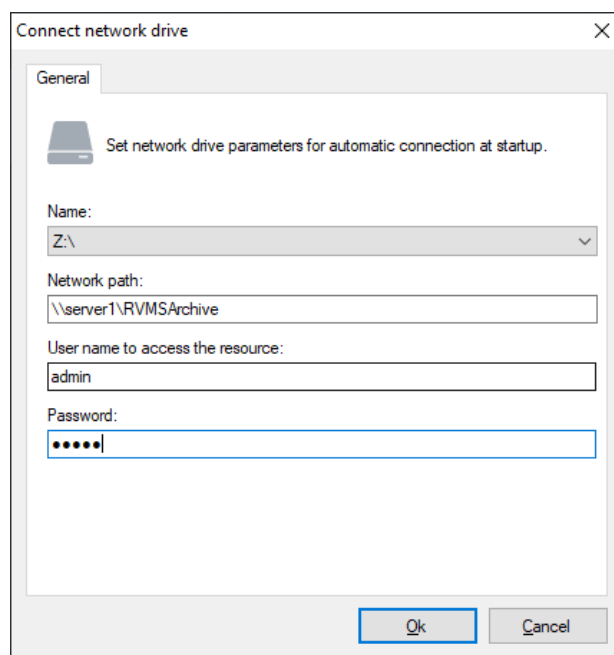 Connect network drive
General
Set network drive parameters for automatic connection at startup.
Name:
Z:\
Network path:
\\server1\RVMSArchive
User name to access the resource:
admin
Password:
●●●●●
Ok
Cancel